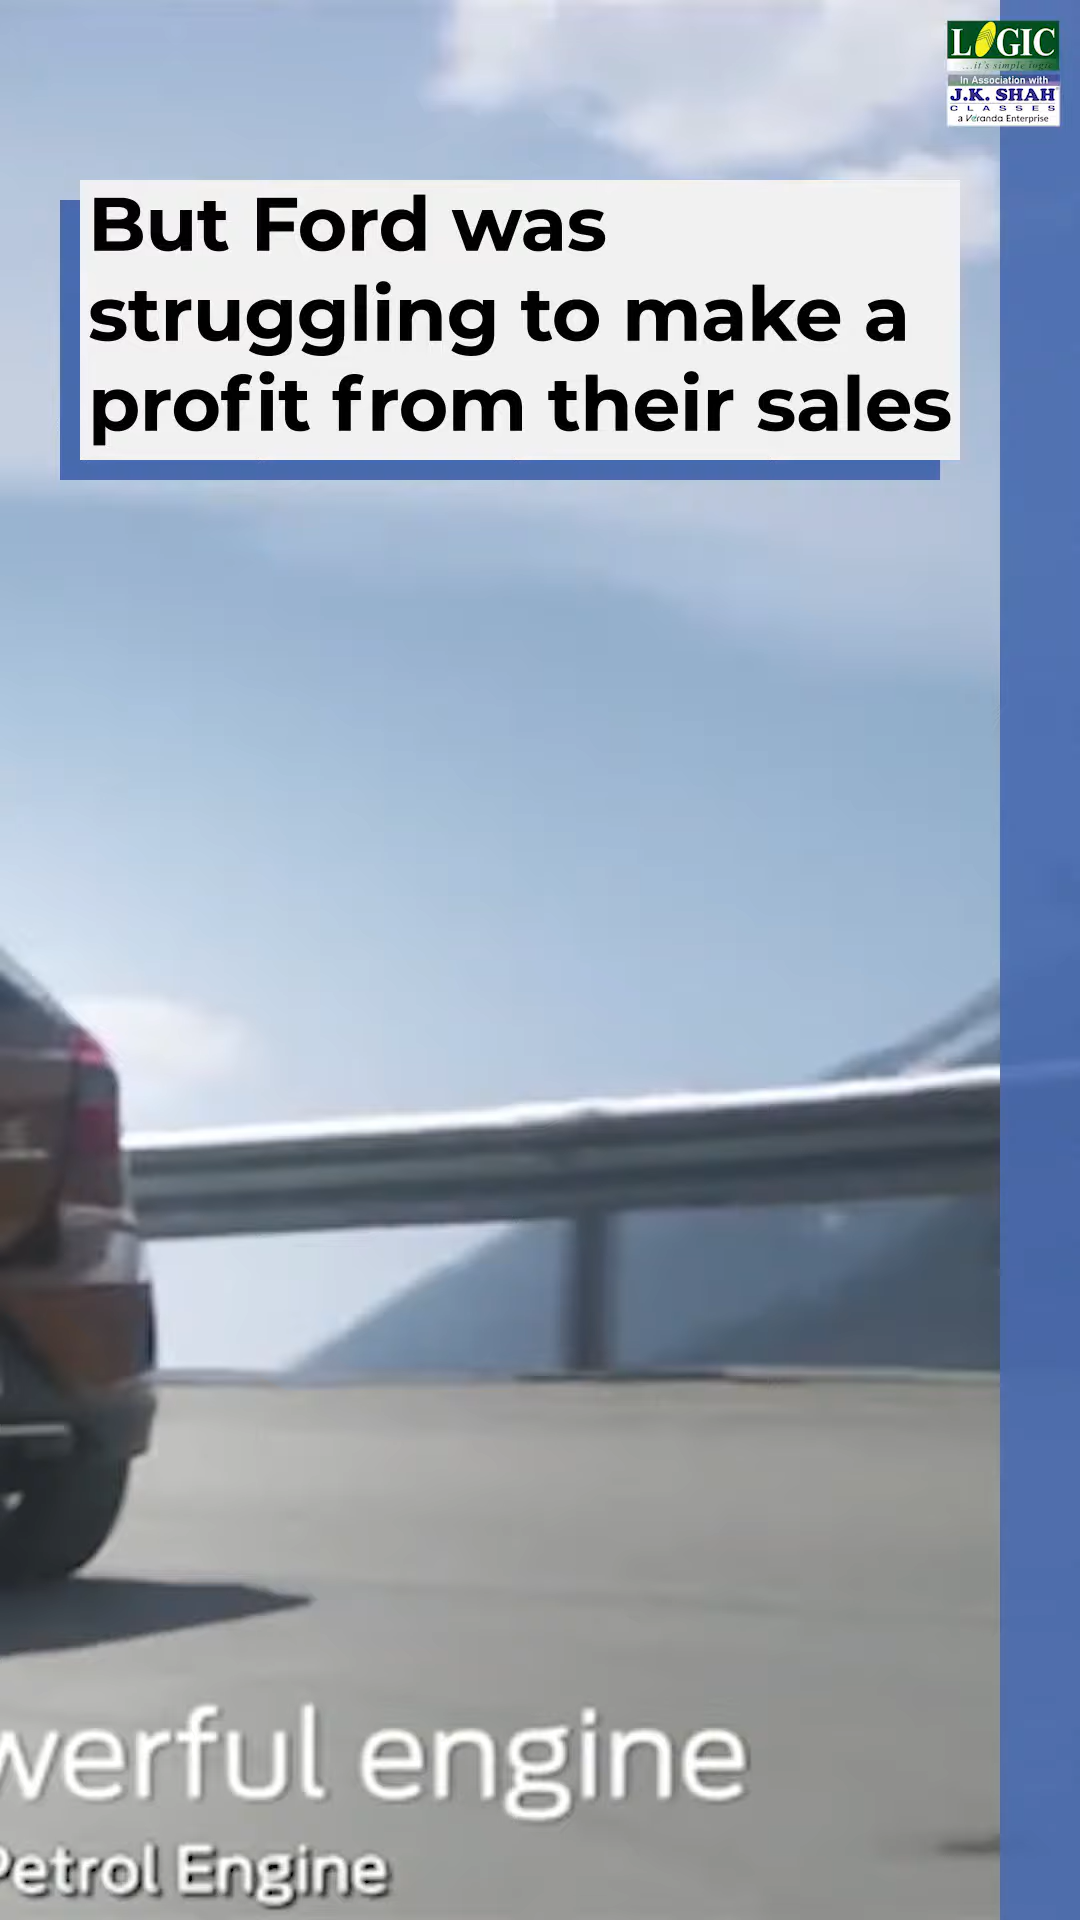 LOGIC
...it's simple logic
In Association with
J.K. SHAH
CLASSES
a Veranda Enterprise
But Ford was
struggling to make a
profit from their sales
werful engine
Petrol Engine